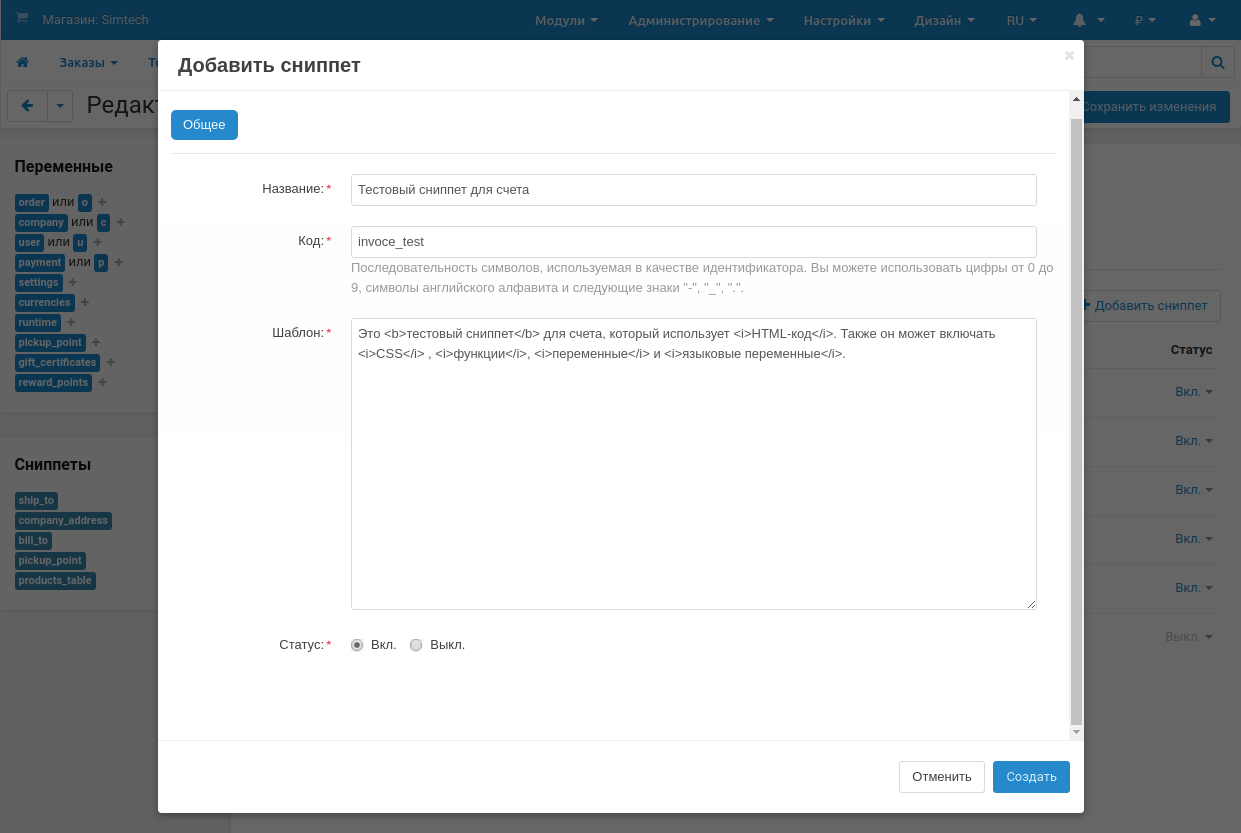 Магазин: Simtech
Модули
Администрирование
Настройки
Дизайн
RU
₽
Заказы
Добавить сниппет
Сохранить изменения
Общее
Переменные
order или o
company или c
user или u
payment или p
settings
currencies
runtime
pickup_point
gift_certificates
reward_points
Сниппеты
ship_to
company_address
bill_to
pickup_point
products_table
Название:*
Тестовый сниппет для счета
Код:*
invoce_test
Последовательность символов, используемая в качестве идентификатора. Вы можете использовать цифры от 0 до
9, символы английского алфавита и следующие знаки "-", "_", ".".
Шаблон:*
Это <b>тестовый сниппет</b> для счета, который использует <i>HTML-код</i>. Также он может включать
<i>CSS</i> , <i>функции</i>, <i>переменные</i> и <i>языковые переменные</i>.
Статус:*
Вкл.
Выкл.
Добавить сниппет
Статус
Вкл.
Вкл.
Вкл.
Вкл.
Вкл.
Выкл.
Отменить
Создать